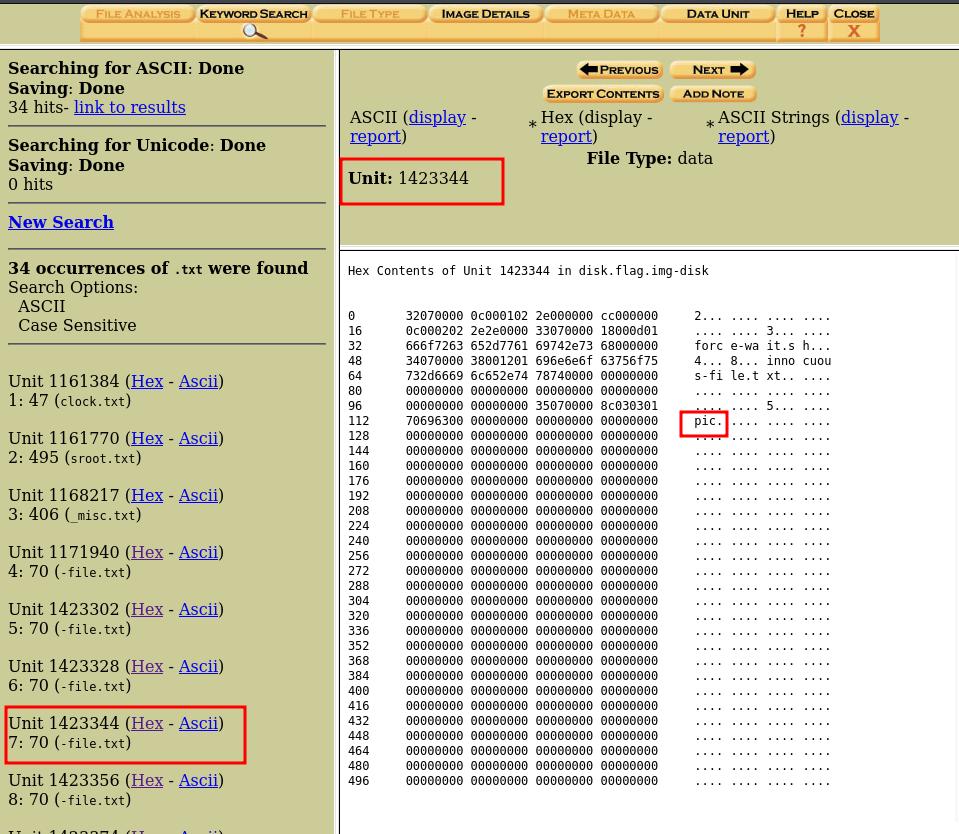 FILE ANALYSIS KEYWORD SEARCH FILE TYPE IMAGE DETAILS META DATA DATA UNIT HELP CLOSE
? X
Searching for ASCII: Done
Saving: Done
34 hits- link to results
Searching for Unicode: Done
Saving: Done
0 hits
New Search
34 occurrences of .txt were found
Search Options:
ASCII
Case Sensitive
Unit 1161384 (Hex - Ascii)
1: 47 (clock.txt)
Unit 1161770 (Hex - Ascii)
2: 495 (sroot.txt)
Unit 1168217 (Hex - Ascii)
3: 406 (_misc.txt)
Unit 1171940 (Hex - Ascii)
4: 70 (-file.txt)
Unit 1423302 (Hex - Ascii)
5: 70 (-file.txt)
Unit 1423328 (Hex - Ascii)
6: 70 (-file.txt)
Unit 1423344 (Hex - Ascii)
7: 70 (-file.txt)
Unit 1423356 (Hex - Ascii)
8: 70 (-file.txt)
PREVIOUS NEXT
EXPORT CONTENTS ADD NOTE
ASCII (display - * Hex (display - * ASCII Strings (display -
report) report) report)
File Type: data
Unit: 1423344
Hex Contents of Unit 1423344 in disk.flag.img-disk
0 32070000 0c000102 2e000000 cc000000 2... .... .... ....
16 0c000202 2e2e0000 33070000 18000d01 .... .... 3... ....
32 666f7263 652d7761 69742e73 68000000 forc e-wa it.s h...
48 34070000 38001201 696e6e6f 63756f75 4... 8... inno cuou
64 732d6669 6c652e74 78740000 00000000 s-fi le.t xt.. ....
80 00000000 00000000 00000000 00000000 .... .... .... ....
96 00000000 00000000 35070000 8c030301 .... .... 5... ....
112 70696300 00000000 00000000 00000000 pic. .... .... ....
128 00000000 00000000 00000000 00000000 .... .... .... ....
144 00000000 00000000 00000000 00000000 .... .... .... ....
160 00000000 00000000 00000000 00000000 .... .... .... ....
176 00000000 00000000 00000000 00000000 .... .... .... ....
192 00000000 00000000 00000000 00000000 .... .... .... ....
208 00000000 00000000 00000000 00000000 .... .... .... ....
224 00000000 00000000 00000000 00000000 .... .... .... ....
240 00000000 00000000 00000000 00000000 .... .... .... ....
256 00000000 00000000 00000000 00000000 .... .... .... ....
272 00000000 00000000 00000000 00000000 .... .... .... ....
288 00000000 00000000 00000000 00000000 .... .... .... ....
304 00000000 00000000 00000000 00000000 .... .... .... ....
320 00000000 00000000 00000000 00000000 .... .... .... ....
336 00000000 00000000 00000000 00000000 .... .... .... ....
352 00000000 00000000 00000000 00000000 .... .... .... ....
368 00000000 00000000 00000000 00000000 .... .... .... ....
384 00000000 00000000 00000000 00000000 .... .... .... ....
400 00000000 00000000 00000000 00000000 .... .... .... ....
416 00000000 00000000 00000000 00000000 .... .... .... ....
432 00000000 00000000 00000000 00000000 .... .... .... ....
448 00000000 00000000 00000000 00000000 .... .... .... ....
464 00000000 00000000 00000000 00000000 .... .... .... ....
480 00000000 00000000 00000000 00000000 .... .... .... ....
496 00000000 00000000 00000000 00000000 .... .... .... ....